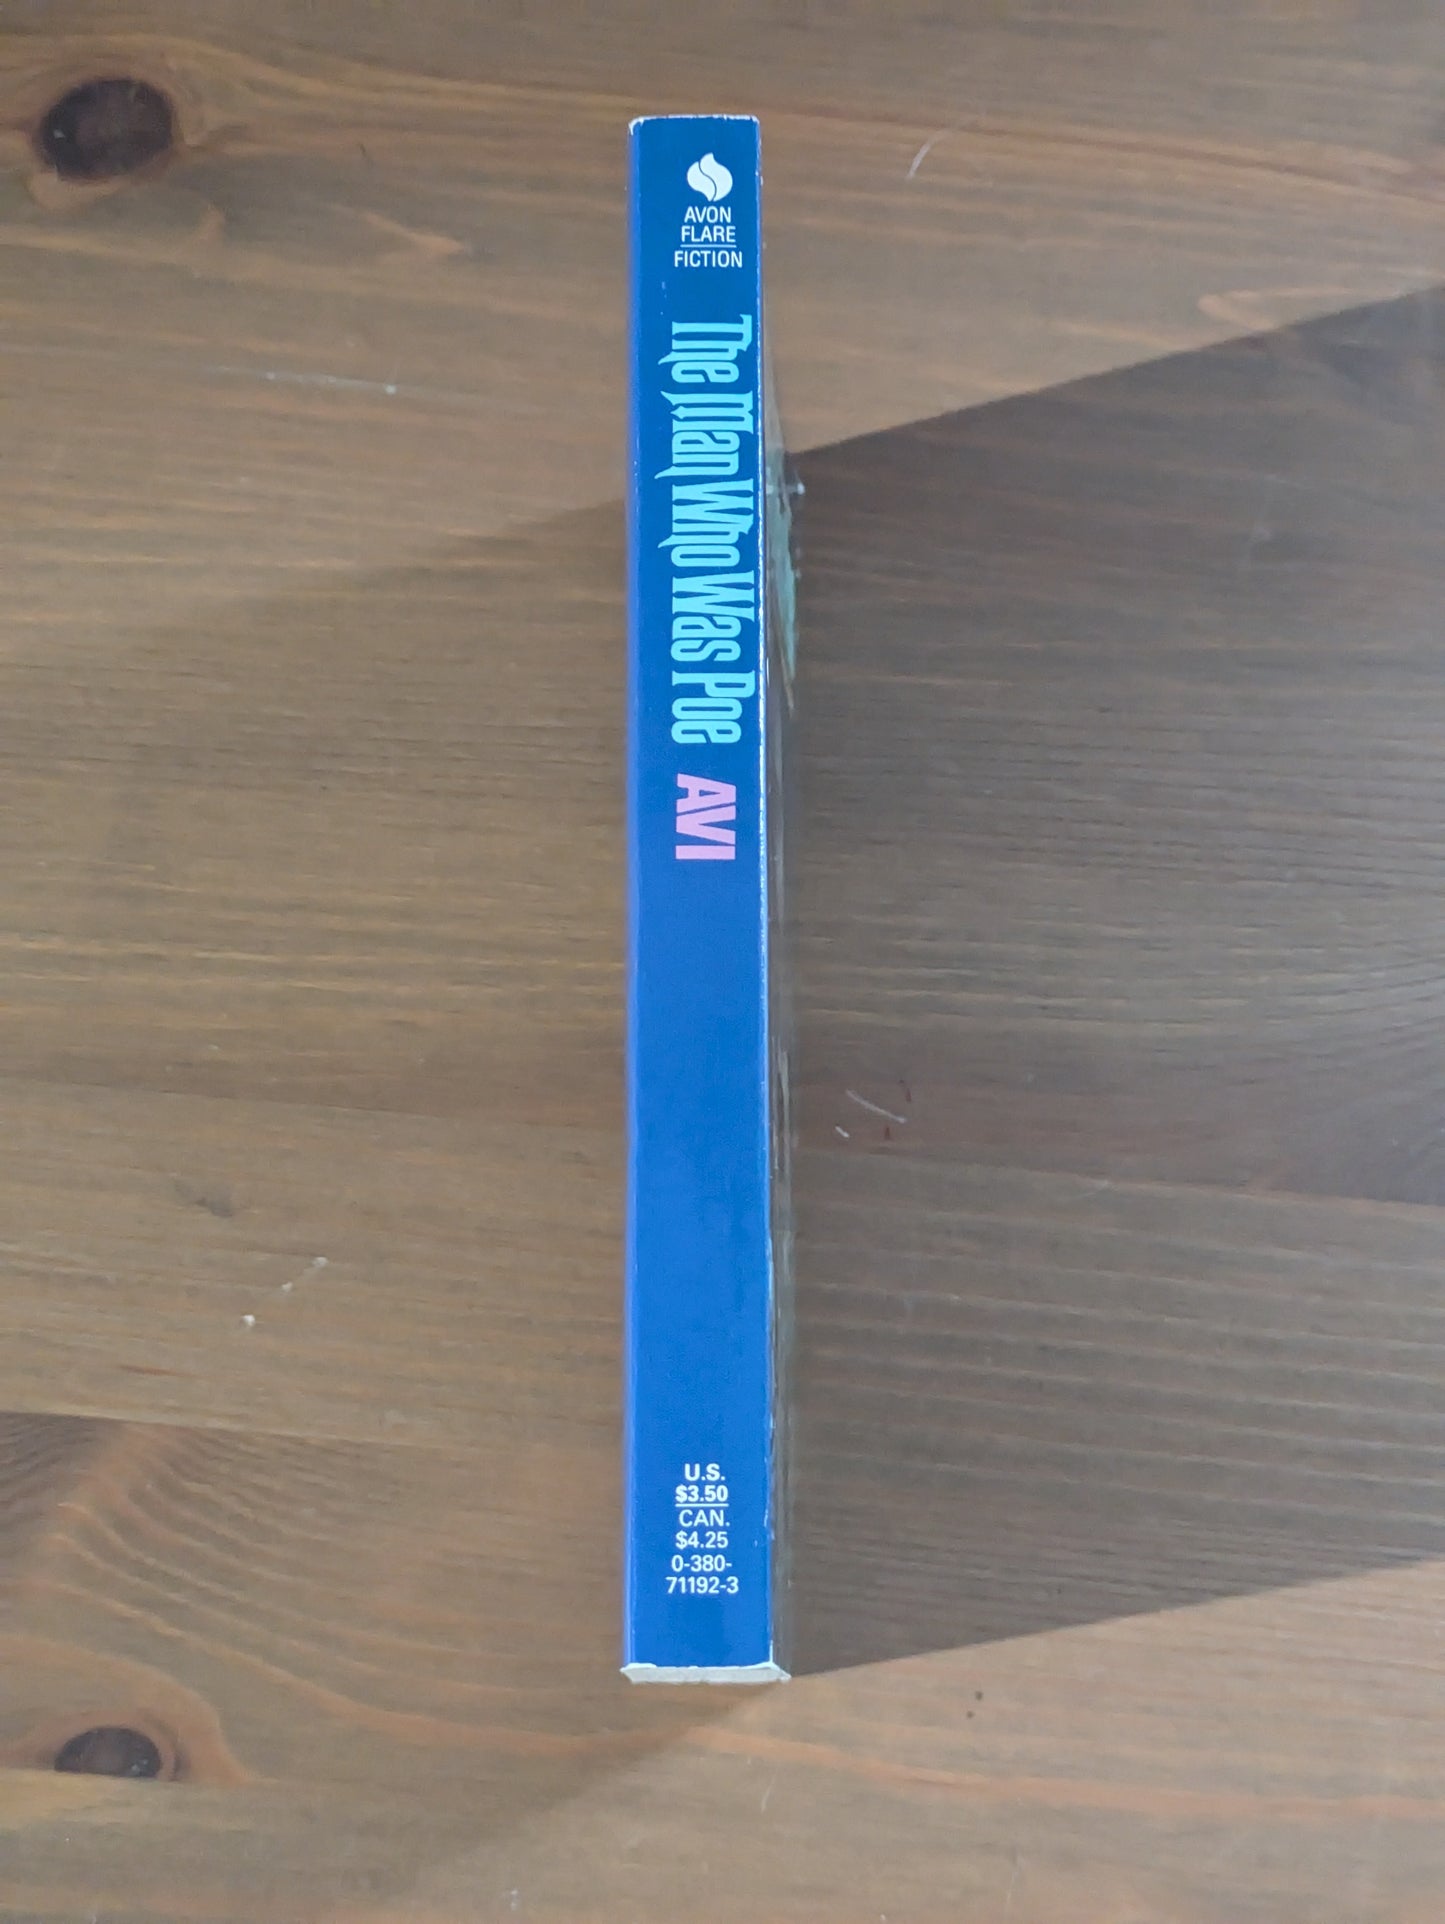 AVON
FLARE
FICTION
The Man Who Was Poe AVI
U.S.
$3.50
CAN.
$4.25
0-380-
71192-3